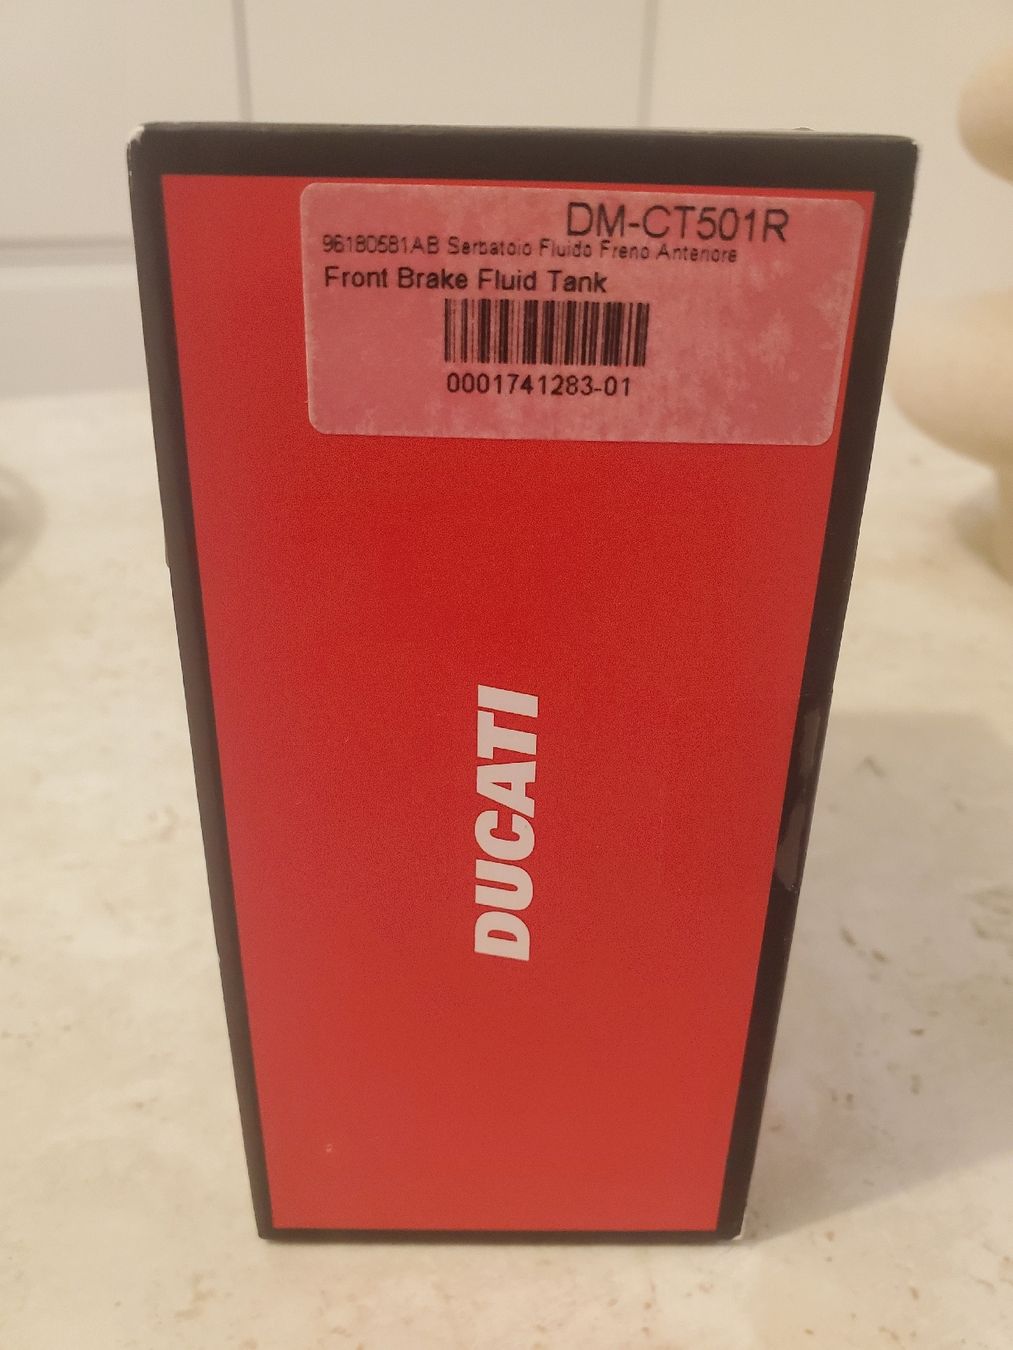 DM-CT501R
96180581AB Serbatoio Fluido Freno Anteriore
Front Brake Fluid Tank
0001741283-01
DUCATI